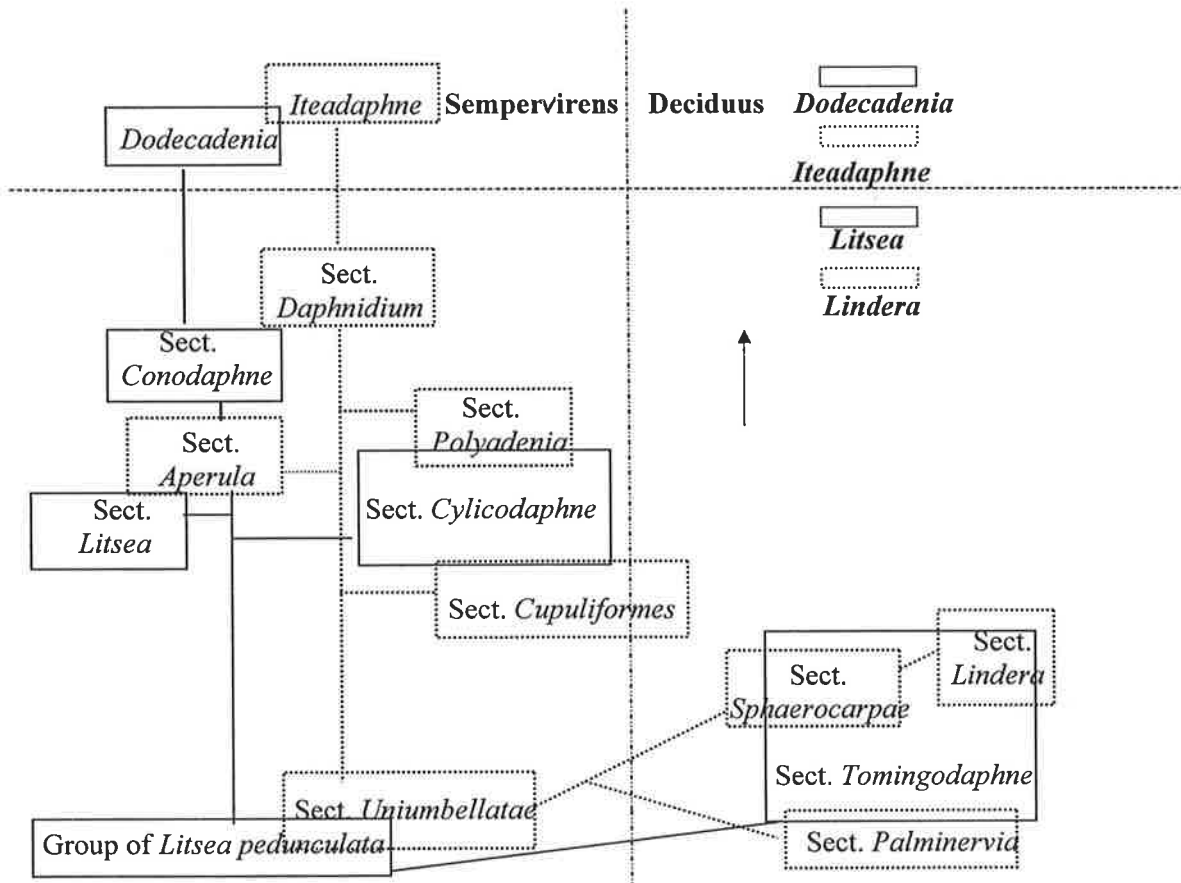 Iteadaphne
Sempervirens
Deciduus
Dodecadenia
Dodecadenia
Iteadaphne
Litsea
Lindera
Sect.
Daphnidium
Sect.
Conodaphne
Sect.
Polyadenia
Sect.
Aperula
Sect. Cylicodaphne
Sect.
Litsea
Sect. Cupuliformes
Sect.
Lindera
Sect.
Sphaerocarpae
Sect. Tomingodaphne
Sect. Uniumbellatae
Group of Litsea pedunculata
Sect. Palminervia